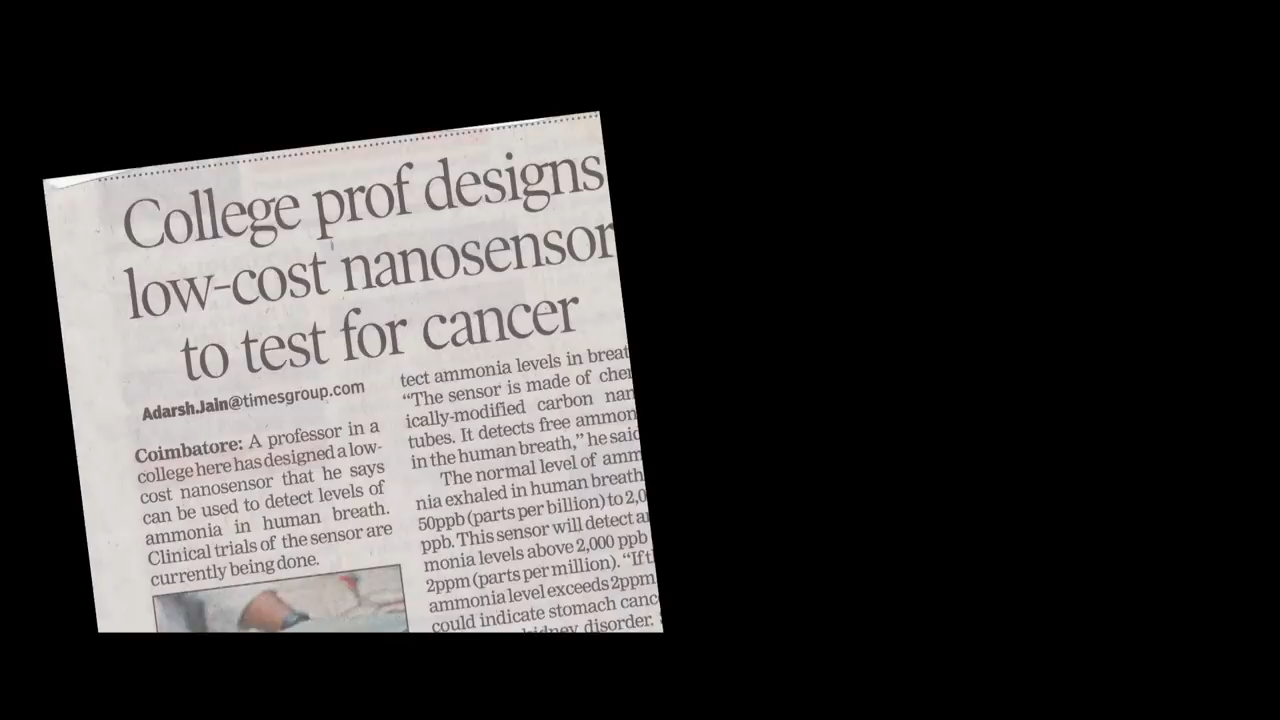 College prof designs
low-cost nanosensor
to test for cancer
Adarsh.Jain@timesgroup.com
Coimbatore: A professor in a
college here has designed a low-
cost nanosensor that he says
can be used to detect levels of
ammonia in human breath.
Clinical trials of the sensor are
currently being done.
tect ammonia levels in breat
“The sensor is made of chem
ically-modified carbon nan
tubes. It detects free ammon
in the human breath,” he said
The normal level of amm
nia exhaled in human breath
50ppb (parts per billion) to 2,0
ppb. This sensor will detect a
monia levels above 2,000 ppb
2ppm (parts per million). “If t
ammonia level exceeds 2ppm
could indicate stomach canc
kidney disorder.